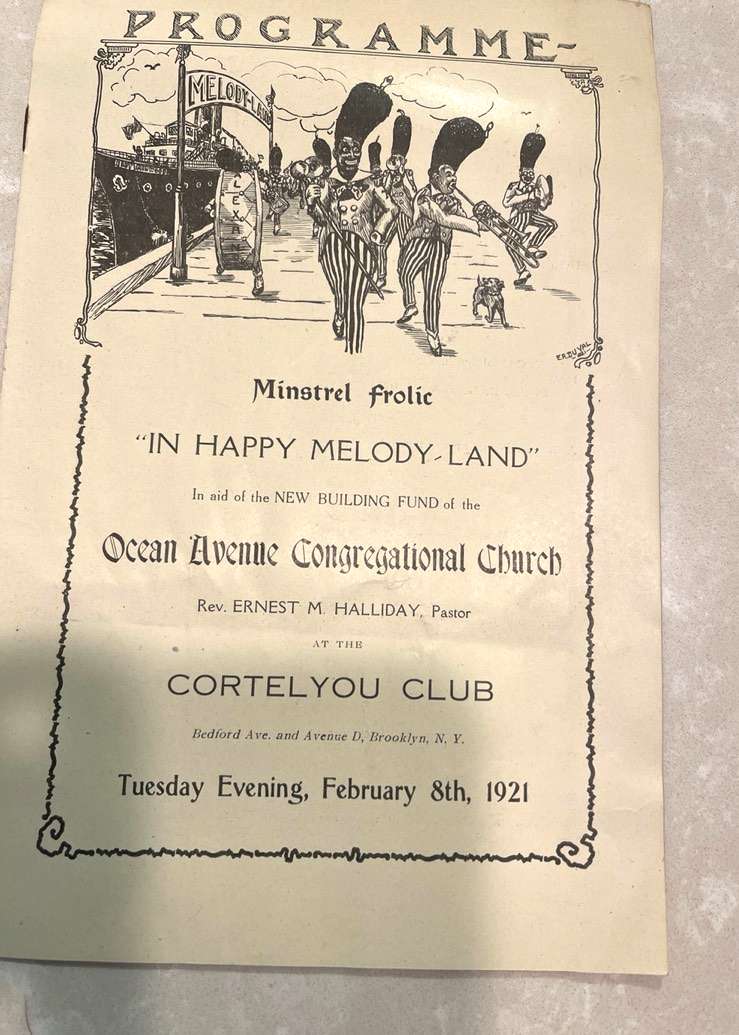 PROGRAMME-
MELODY-LAND
LEXA
E.R.DUVAL
Minstrel Frolic
“IN HAPPY MELODY-LAND”
In aid of the NEW BUILDING FUND of the
Ocean Avenue Congregational Church
Rev. ERNEST M. HALLIDAY, Pastor
AT THE
CORTELYOU CLUB
Bedford Ave. and Avenue D, Brooklyn, N. Y.
Tuesday Evening, February 8th, 1921